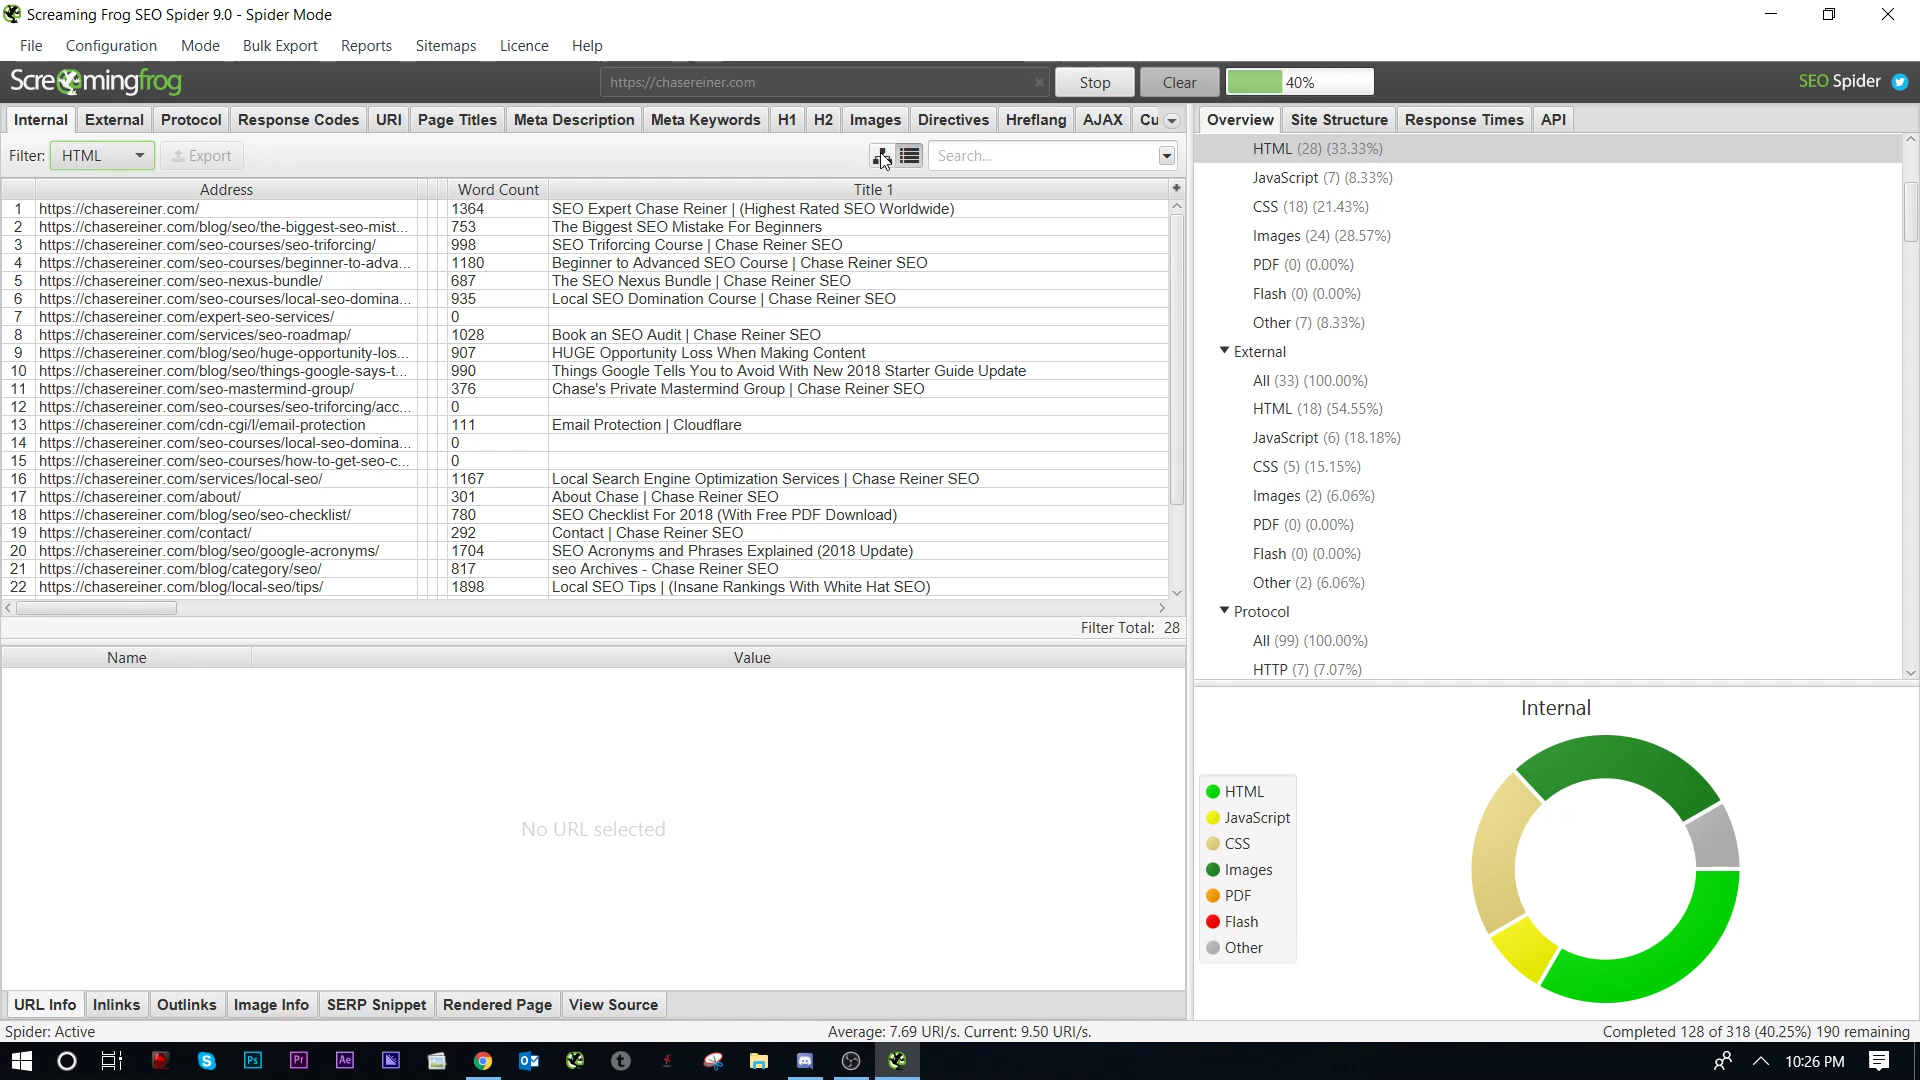 Screaming Frog SEO Spider 9.0 - Spider Mode
File Configuration Mode Bulk Export Reports Sitemaps Licence Help
Screamingfrog https://chasereiner.com Stop Clear 40% SEO Spider
Internal External Protocol Response Codes URI Page Titles Meta Description Meta Keywords H1 H2 Images Directives Hreflang AJAX Cu
Filter: HTML Export Search...
Address Word Count Title 1
1 https://chasereiner.com/ 1364 SEO Expert Chase Reiner | (Highest Rated SEO Worldwide)
2 https://chasereiner.com/blog/seo/the-biggest-seo-mist... 753 The Biggest SEO Mistake For Beginners
3 https://chasereiner.com/seo-courses/seo-triforcing/ 998 SEO Triforcing Course | Chase Reiner SEO
4 https://chasereiner.com/seo-courses/beginner-to-adva... 1180 Beginner to Advanced SEO Course | Chase Reiner SEO
5 https://chasereiner.com/seo-nexus-bundle/ 687 The SEO Nexus Bundle | Chase Reiner SEO
6 https://chasereiner.com/seo-courses/local-seo-domina... 935 Local SEO Domination Course | Chase Reiner SEO
7 https://chasereiner.com/expert-seo-services/ 0
8 https://chasereiner.com/services/seo-roadmap/ 1028 Book an SEO Audit | Chase Reiner SEO
9 https://chasereiner.com/blog/seo/huge-opportunity-los... 907 HUGE Opportunity Loss When Making Content
10 https://chasereiner.com/blog/seo/things-google-says-t... 990 Things Google Tells You to Avoid With New 2018 Starter Guide Update
11 https://chasereiner.com/seo-mastermind-group/ 376 Chase's Private Mastermind Group | Chase Reiner SEO
12 https://chasereiner.com/seo-courses/seo-triforcing/acc... 0
13 https://chasereiner.com/cdn-cgi/l/email-protection 111 Email Protection | Cloudflare
14 https://chasereiner.com/seo-courses/local-seo-domina... 0
15 https://chasereiner.com/seo-courses/how-to-get-seo-c... 0
16 https://chasereiner.com/services/local-seo/ 1167 Local Search Engine Optimization Services | Chase Reiner SEO
17 https://chasereiner.com/about/ 301 About Chase | Chase Reiner SEO
18 https://chasereiner.com/blog/seo/seo-checklist/ 780 SEO Checklist For 2018 (With Free PDF Download)
19 https://chasereiner.com/contact/ 292 Contact | Chase Reiner SEO
20 https://chasereiner.com/blog/seo/google-acronyms/ 1704 SEO Acronyms and Phrases Explained (2018 Update)
21 https://chasereiner.com/blog/category/seo/ 817 seo Archives - Chase Reiner SEO
22 https://chasereiner.com/blog/local-seo/tips/ 1898 Local SEO Tips | (Insane Rankings With White Hat SEO)
Filter Total: 28
Name Value
No URL selected
URL Info Inlinks Outlinks Image Info SERP Snippet Rendered Page View Source
Overview Site Structure Response Times API
HTML (28) (33.33%)
JavaScript (7) (8.33%)
CSS (18) (21.43%)
Images (24) (28.57%)
PDF (0) (0.00%)
Flash (0) (0.00%)
Other (7) (8.33%)
External
All (33) (100.00%)
HTML (18) (54.55%)
JavaScript (6) (18.18%)
CSS (5) (15.15%)
Images (2) (6.06%)
PDF (0) (0.00%)
Flash (0) (0.00%)
Other (2) (6.06%)
Protocol
All (99) (100.00%)
HTTP (7) (7.07%)
Internal
HTML
JavaScript
CSS
Images
PDF
Flash
Other
Spider: Active Average: 7.69 URI/s. Current: 9.50 URI/s. Completed 128 of 318 (40.25%) 190 remaining
Ps Pr Ae 10:26 PM